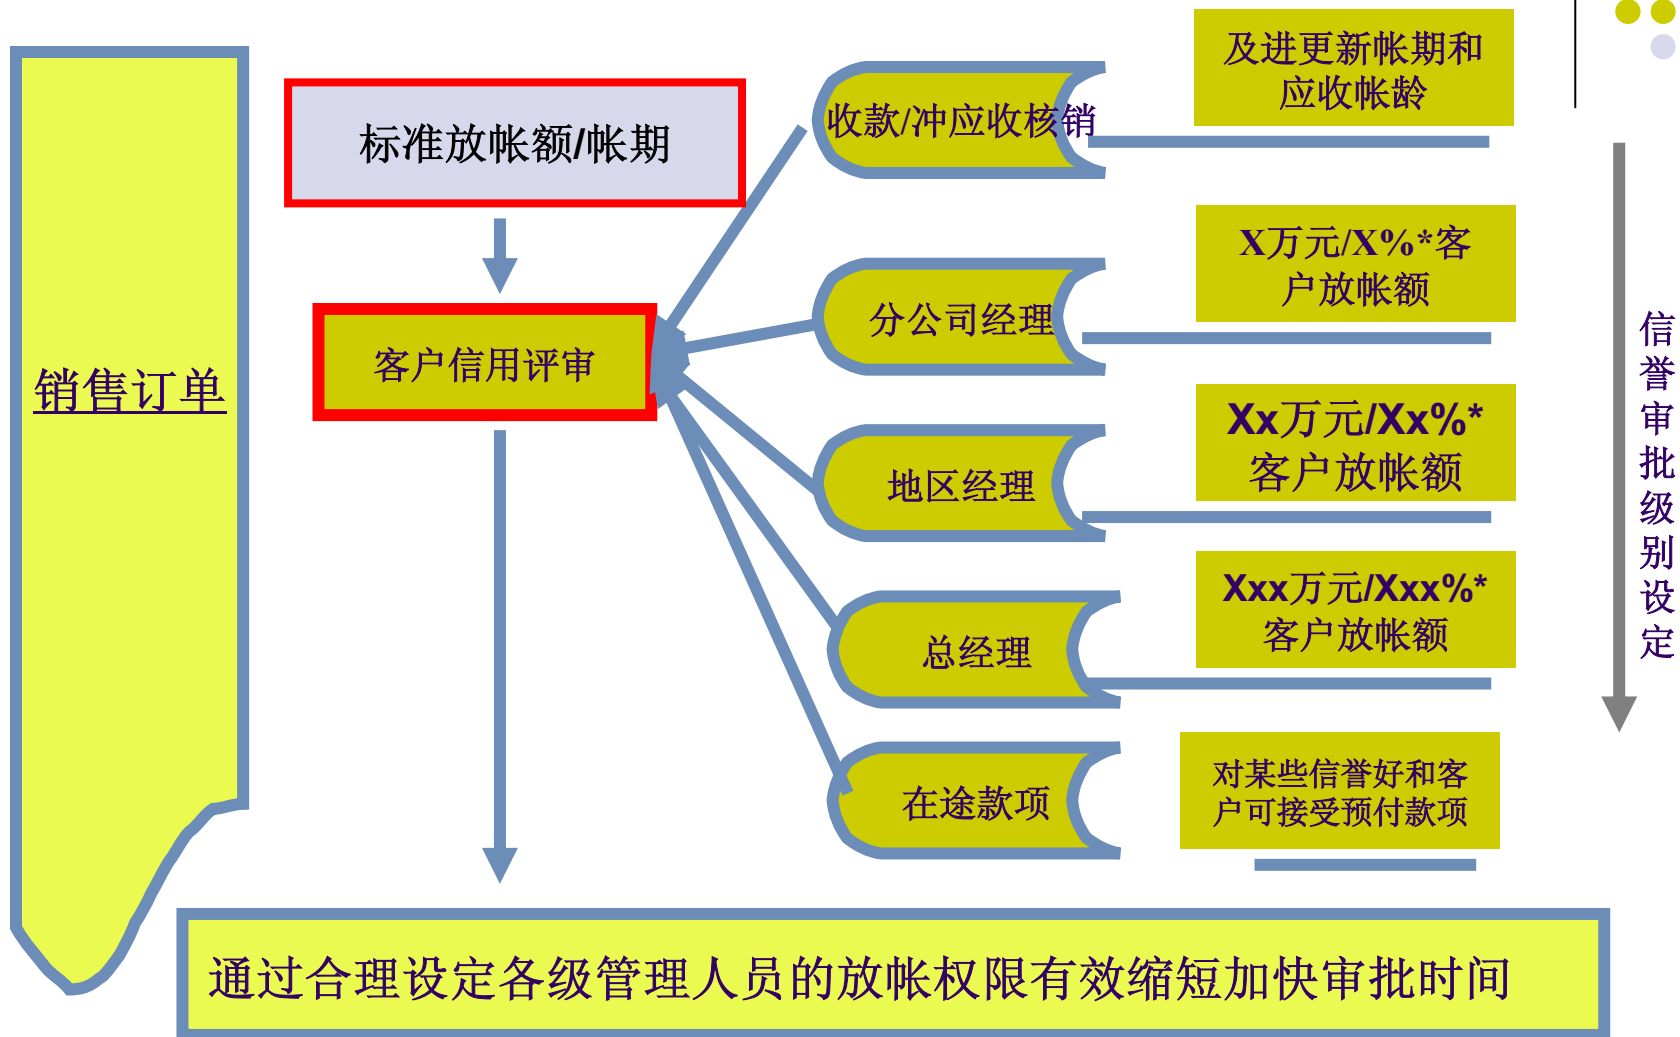 销售订单
标准放帐额/帐期
客户信用评审
收款/冲应收核销
及进更新帐期和
应收帐龄
分公司经理
X万元/X%*客
户放帐额
地区经理
Xx万元/Xx%*
客户放帐额
总经理
Xxx万元/Xxx%*
客户放帐额
在途款项
对某些信誉好和客
户可接受预付款项
信
誉
审
批
级
别
设
定
通过合理设定各级管理人员的放帐权限有效缩短加快审批时间